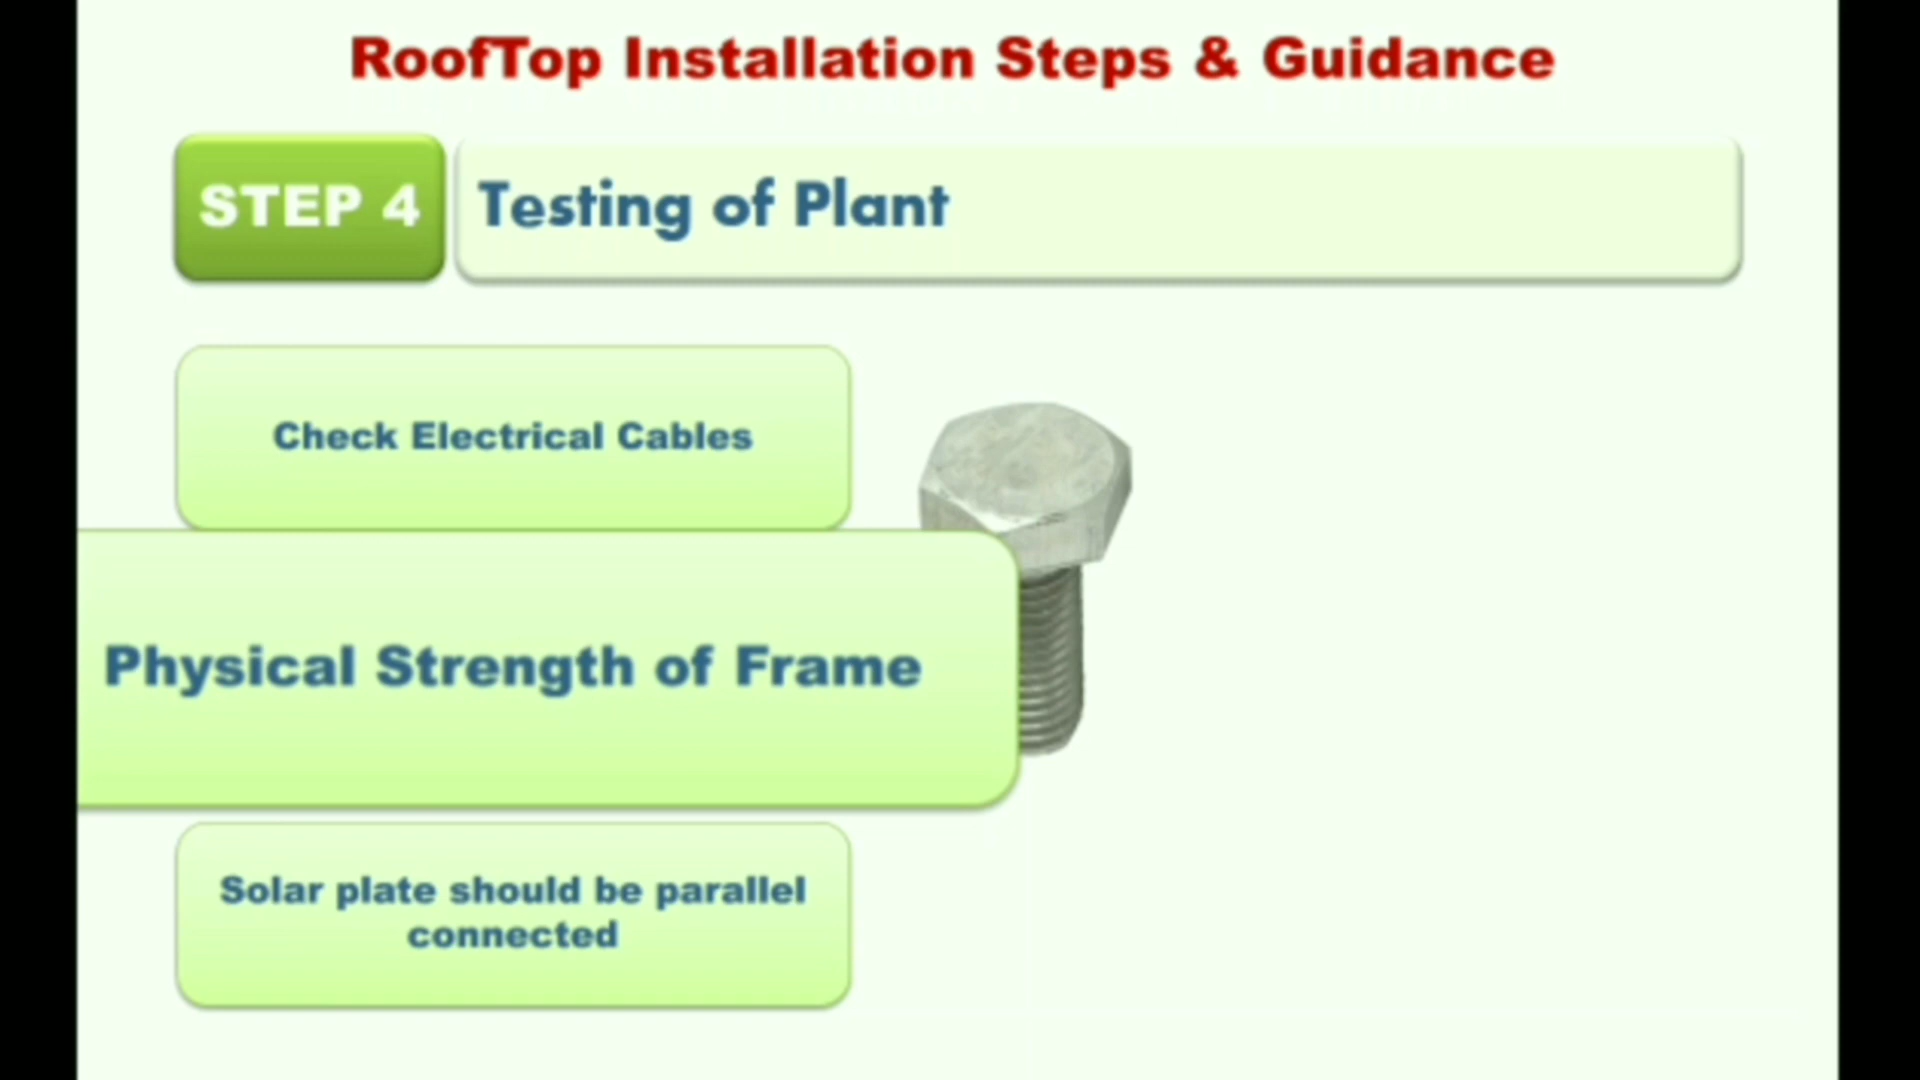 RoofTop Installation Steps & Guidance
STEP 4
Testing of Plant
Check Electrical Cables
Physical Strength of Frame
Solar plate should be parallel
connected